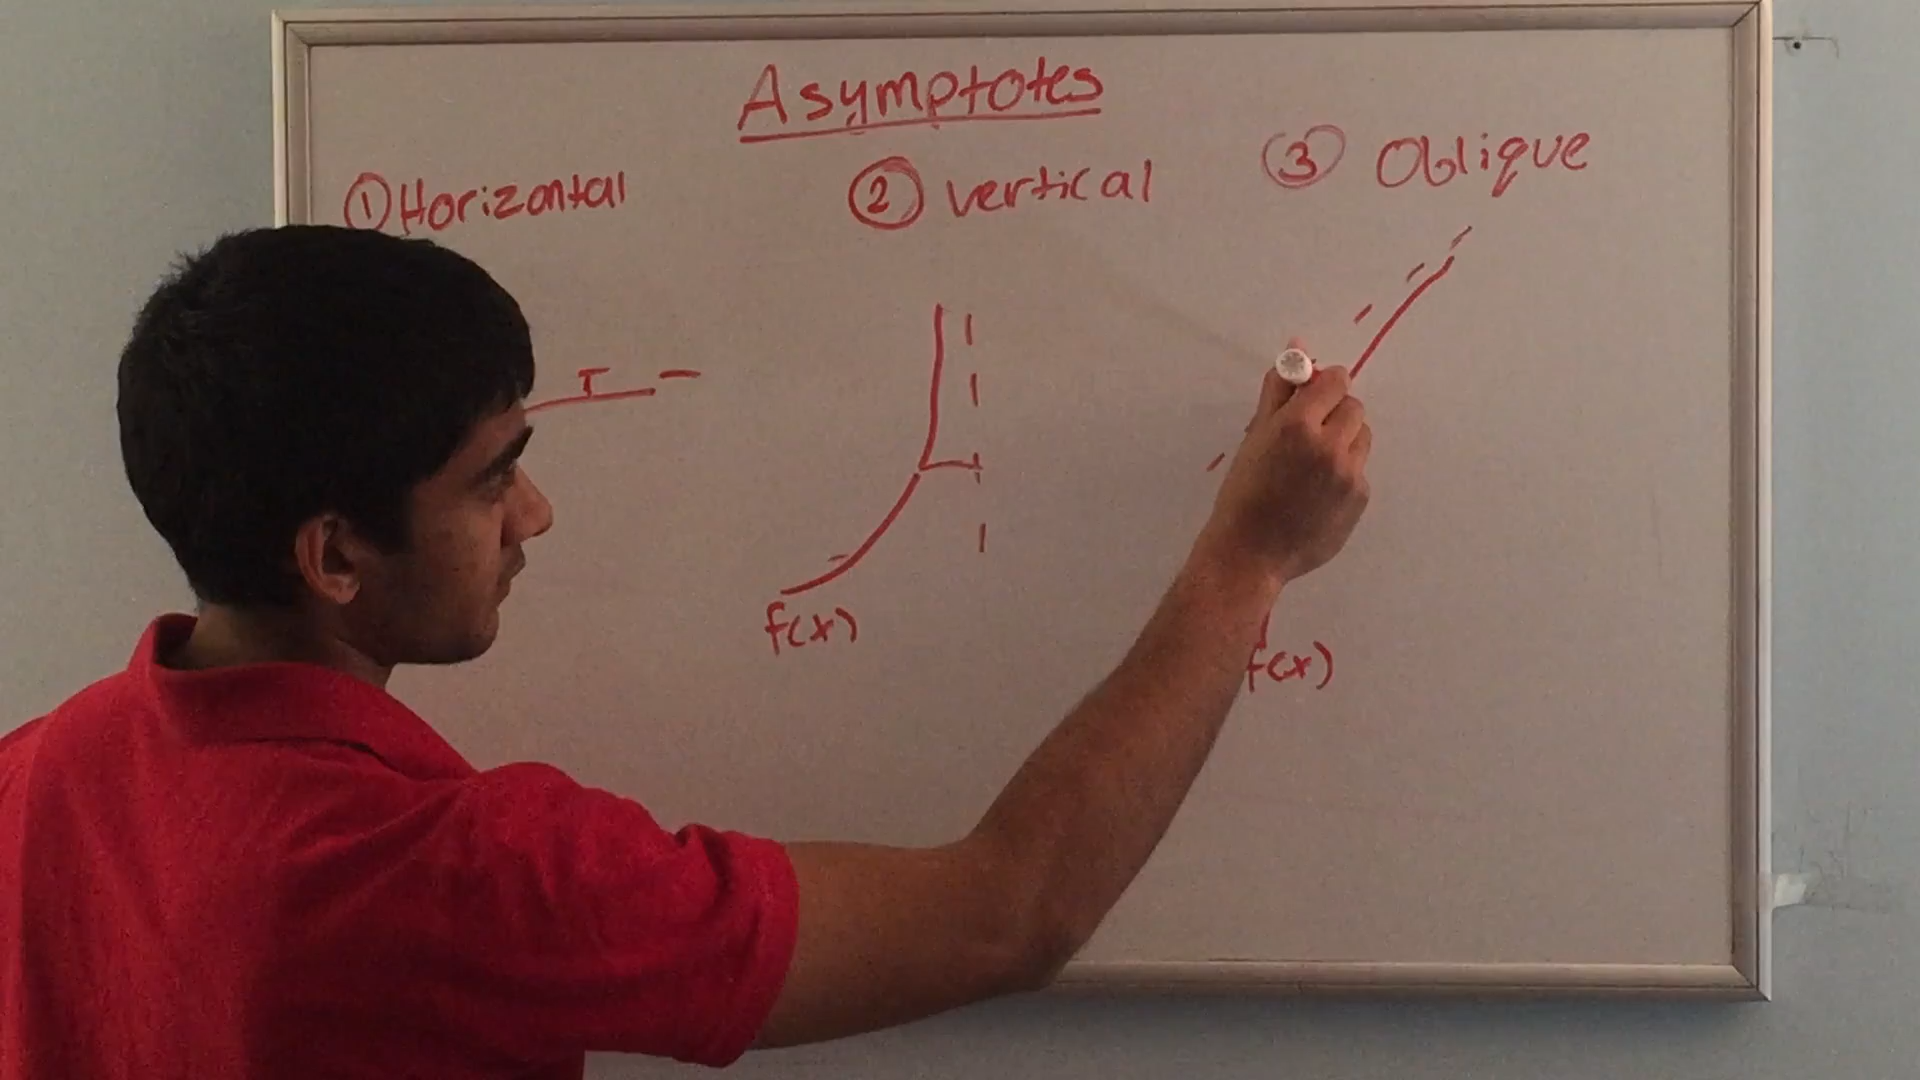 Asymptotes
① Horizontal
② vertical
③ Oblique
f(x)
f(x)